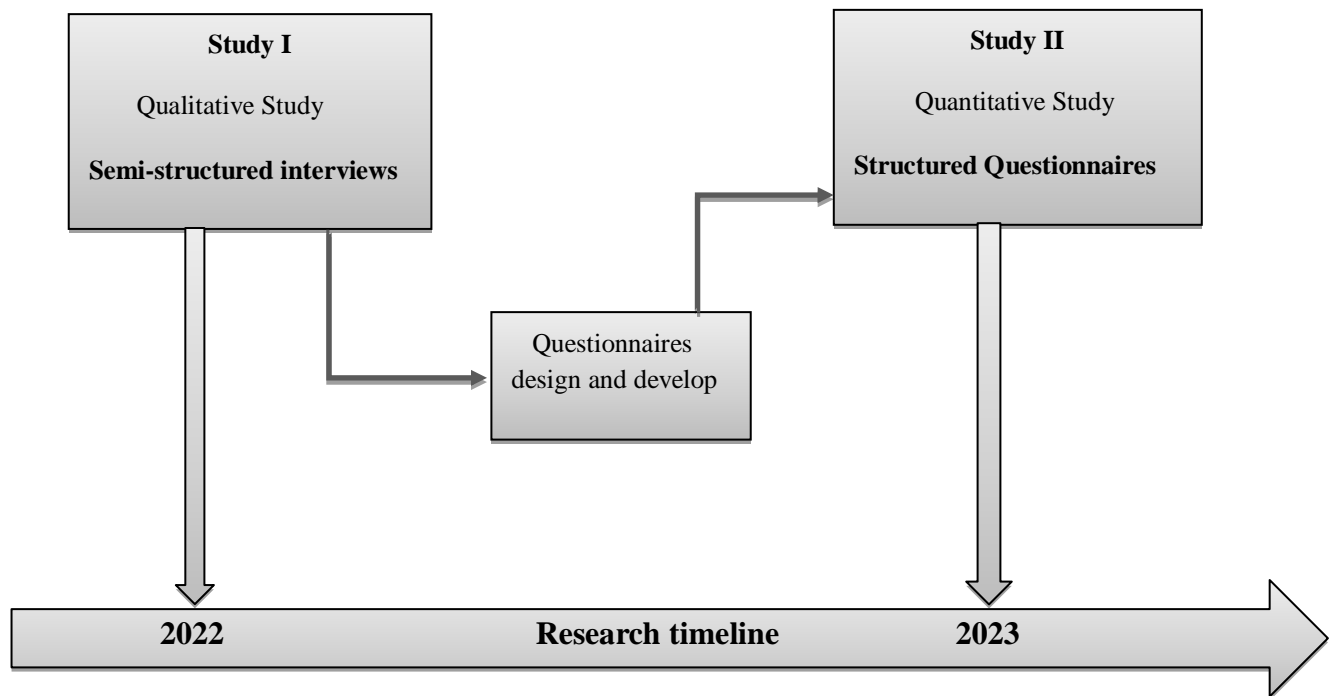 Study I
Qualitative Study
Semi-structured interviews
Study II
Quantitative Study
Structured Questionnaires
Questionnaires
design and develop
2022
Research timeline
2023